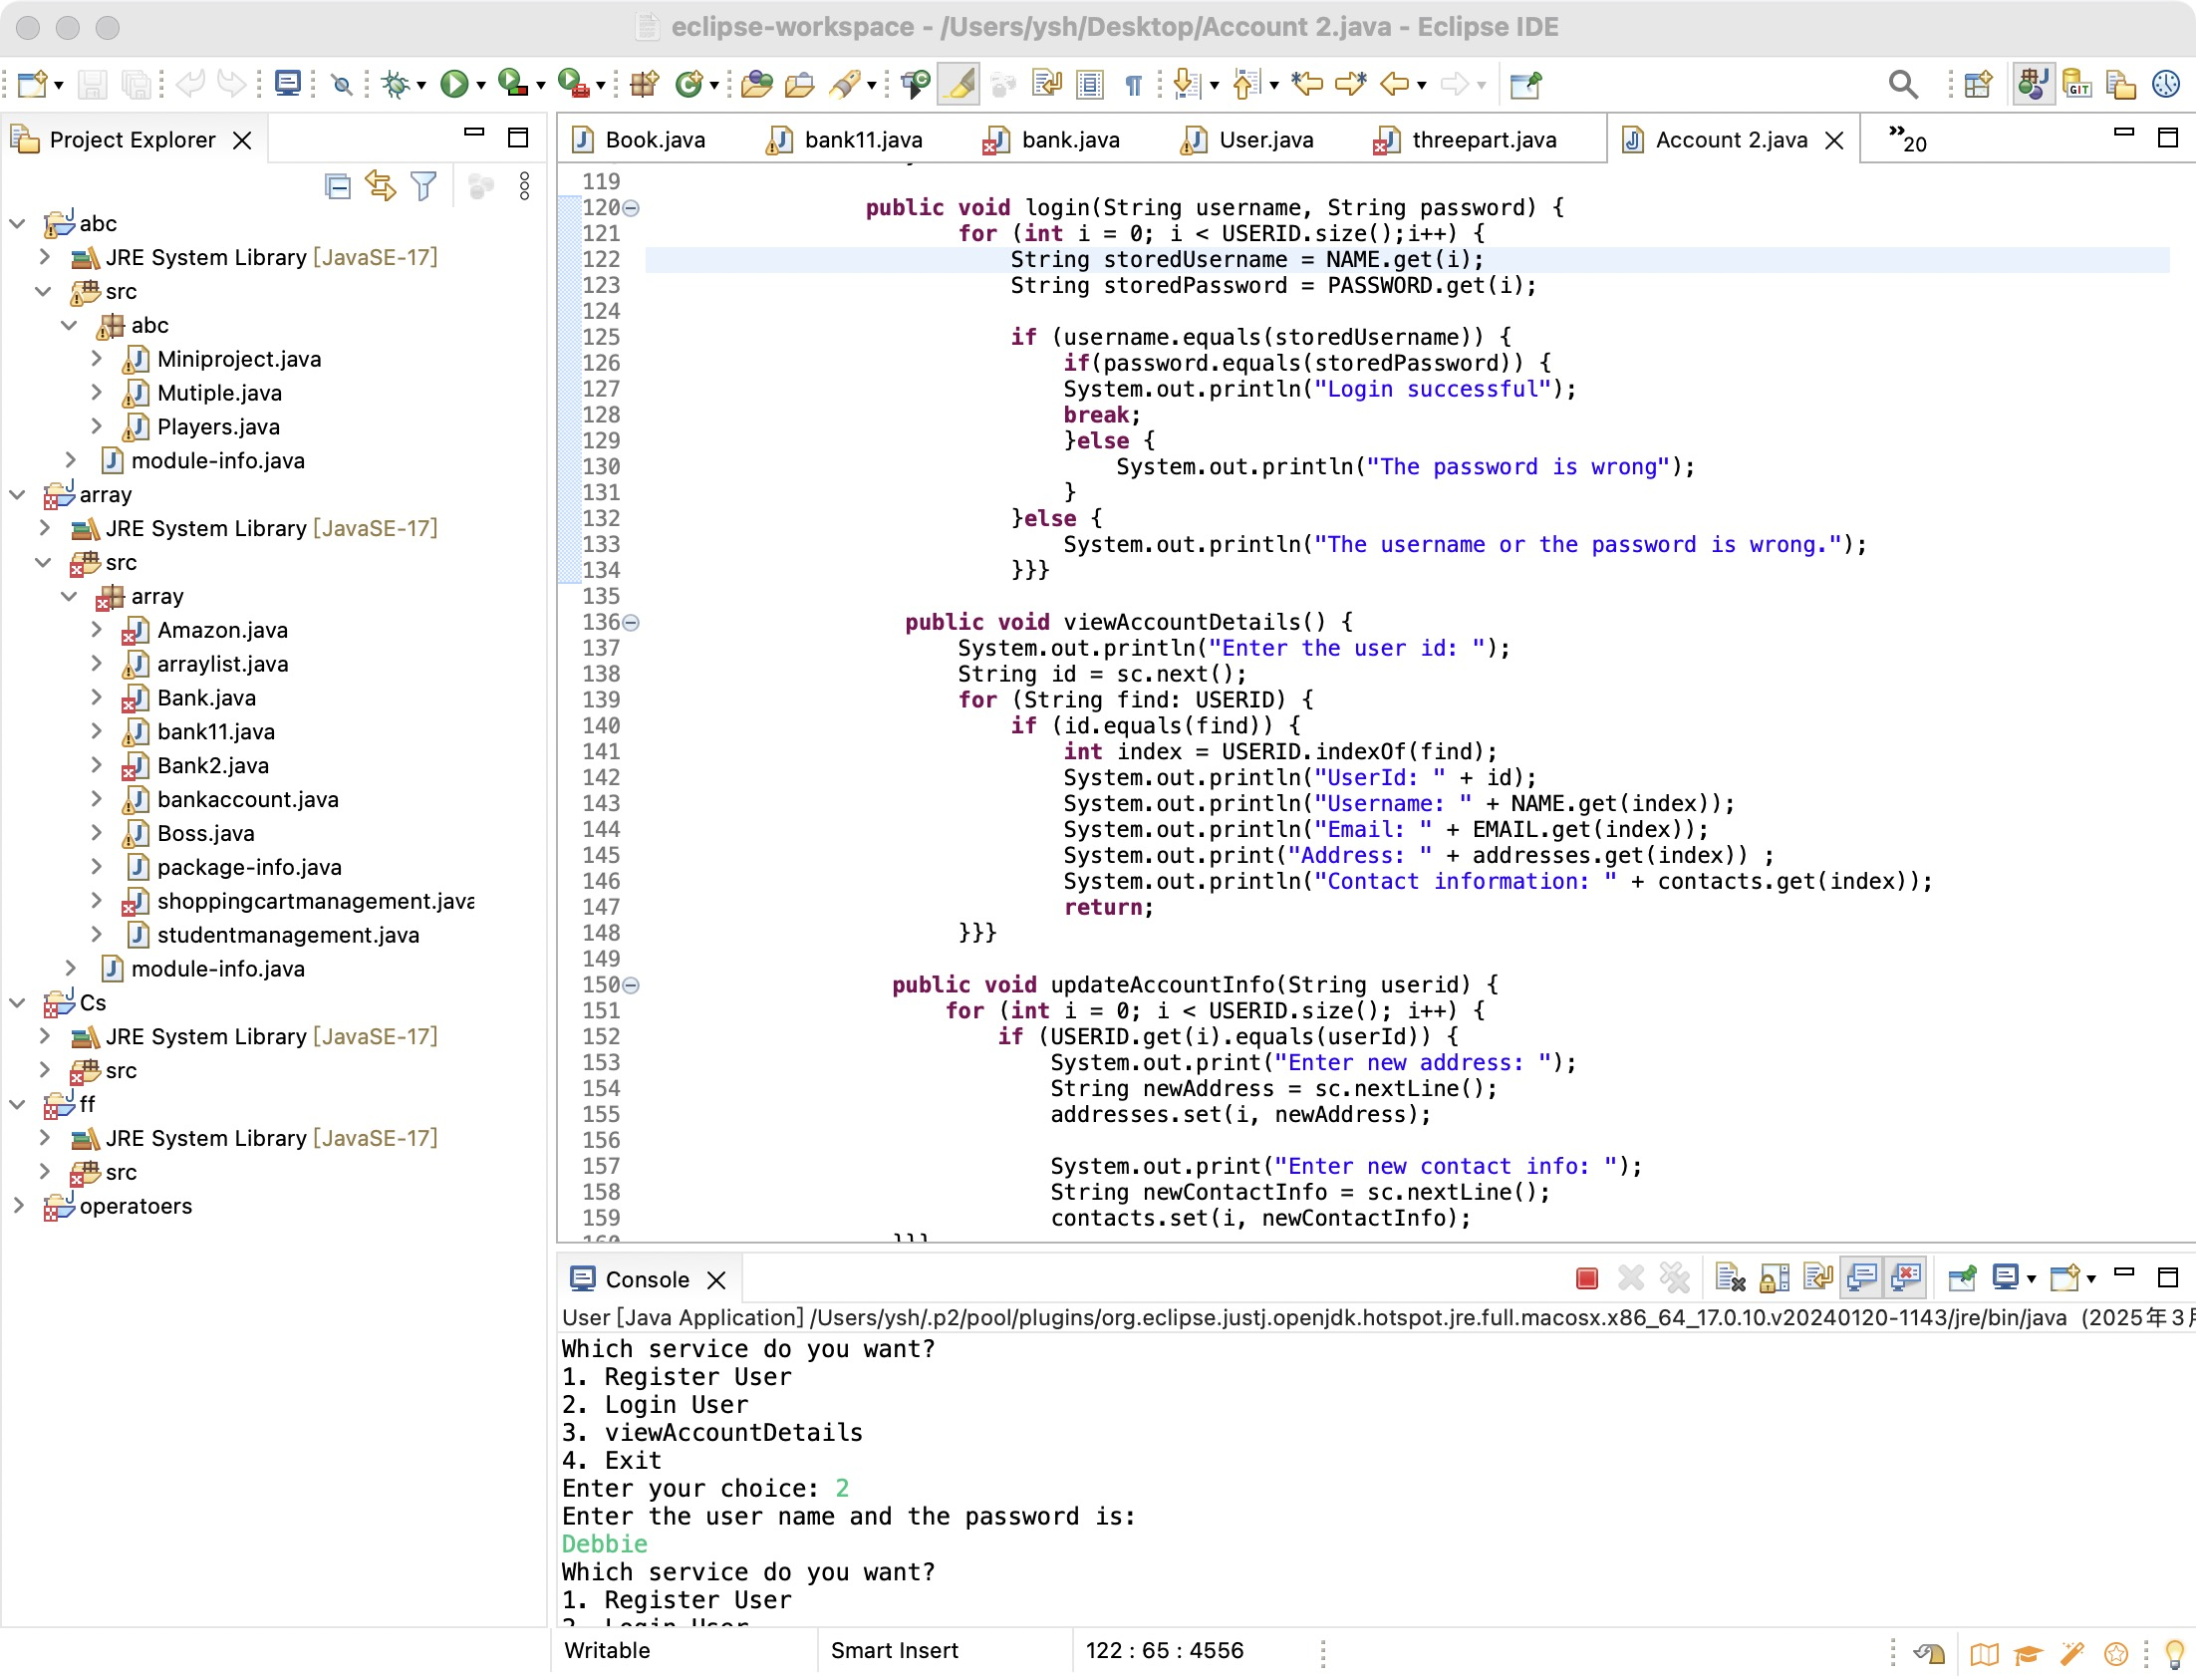 eclipse-workspace - /Users/ysh/Desktop/Account 2.java - Eclipse IDE
Project Explorer
abc
JRE System Library [JavaSE-17]
src
abc
Miniproject.java
Mutiple.java
Players.java
module-info.java
array
JRE System Library [JavaSE-17]
src
array
Amazon.java
arraylist.java
Bank.java
bank11.java
Bank2.java
bankaccount.java
Boss.java
package-info.java
shoppingcartmanagement.java
studentmanagement.java
module-info.java
Cs
JRE System Library [JavaSE-17]
src
ff
JRE System Library [JavaSE-17]
src
operatoers
Book.java bank11.java bank.java User.java threepart.java Account 2.java »20
119
120 public void login(String username, String password) {
121 for (int i = 0; i < USERID.size();i++) {
122 String storedUsername = NAME.get(i);
123 String storedPassword = PASSWORD.get(i);
124
125 if (username.equals(storedUsername)) {
126 if(password.equals(storedPassword)) {
127 System.out.println("Login successful");
128 break;
129 }else {
130 System.out.println("The password is wrong");
131 }
132 }else {
133 System.out.println("The username or the password is wrong.");
134 }}}
135
136 public void viewAccountDetails() {
137 System.out.println("Enter the user id: ");
138 String id = sc.next();
139 for (String find: USERID) {
140 if (id.equals(find)) {
141 int index = USERID.indexOf(find);
142 System.out.println("UserId: " + id);
143 System.out.println("Username: " + NAME.get(index));
144 System.out.println("Email: " + EMAIL.get(index));
145 System.out.print("Address: " + addresses.get(index)) ;
146 System.out.println("Contact information: " + contacts.get(index));
147 return;
148 }}}
149
150 public void updateAccountInfo(String userid) {
151 for (int i = 0; i < USERID.size(); i++) {
152 if (USERID.get(i).equals(userId)) {
153 System.out.print("Enter new address: ");
154 String newAddress = sc.nextLine();
155 addresses.set(i, newAddress);
156
157 System.out.print("Enter new contact info: ");
158 String newContactInfo = sc.nextLine();
159 contacts.set(i, newContactInfo);
160 }}}
Console
User [Java Application] /Users/ysh/.p2/pool/plugins/org.eclipse.justj.openjdk.hotspot.jre.full.macosx.x86_64_17.0.10.v20240120-1143/jre/bin/java (2025年3月
Which service do you want?
1. Register User
2. Login User
3. viewAccountDetails
4. Exit
Enter your choice: 2
Enter the user name and the password is:
Debbie
Which service do you want?
1. Register User
2. Login User
Writable Smart Insert 122 : 65 : 4556